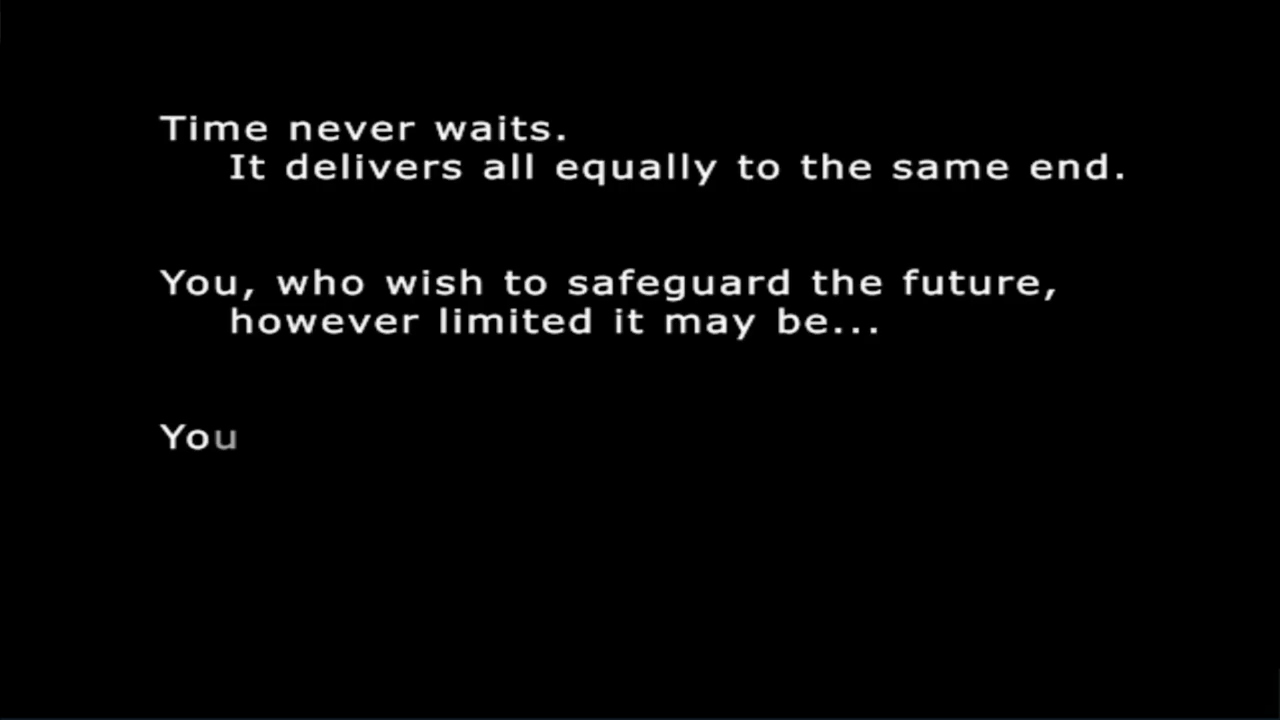 Time never waits.
It delivers all equally to the same end.
You, who wish to safeguard the future,
however limited it may be...
You